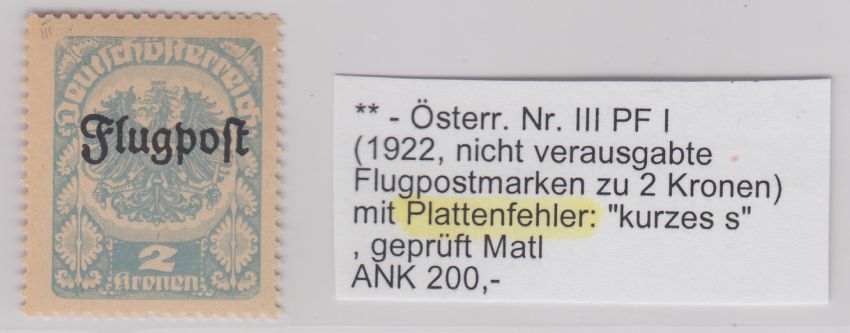 III
Deutschösterreich
Flugpost
2
Kronen
** - Österr. Nr. III PF I
(1922, nicht verausgabte
Flugpostmarken zu 2 Kronen)
mit Plattenfehler: "kurzes s"
, geprüft Matl
ANK 200,-